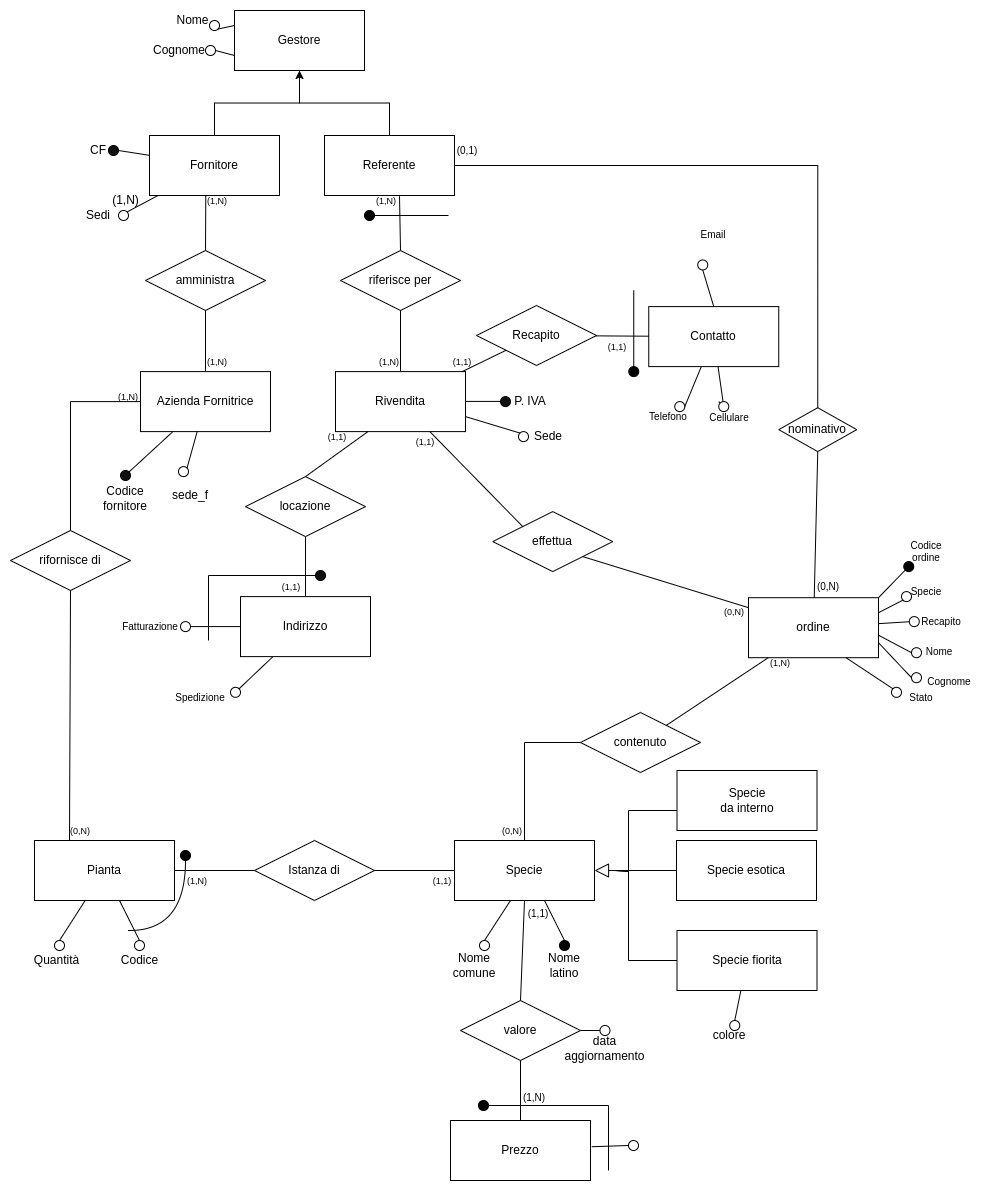 Nome
Cognome
Gestore
CF
Fornitore
Referente
(0,1)
(1,N)
Sedi
(1,N)
(1,N)
Email
amministra
riferisce per
Recapito
Contatto
(1,1)
(1,N)
(1,N)
(1,1)
(1,N)
Azienda Fornitrice
Rivendita
P. IVA
Sede
Telefono
Cellulare
nominativo
(1,1)
(1,1)
Codice
fornitore
sede_f
locazione
effettua
rifornisce di
Codice
ordine
(1,1)
(0,N)
Specie
(0,N)
Fatturazione
Indirizzo
ordine
Recapito
Nome
(1,N)
Cognome
Spedizione
Stato
contenuto
Specie
da interno
(0,N)
(0,N)
Pianta
(1,N)
Istanza di
(1,1)
Specie
Specie esotica
(1,1)
Quantità
Codice
Nome
comune
Nome
latino
Specie fiorita
valore
data
aggiornamento
colore
(1,N)
Prezzo